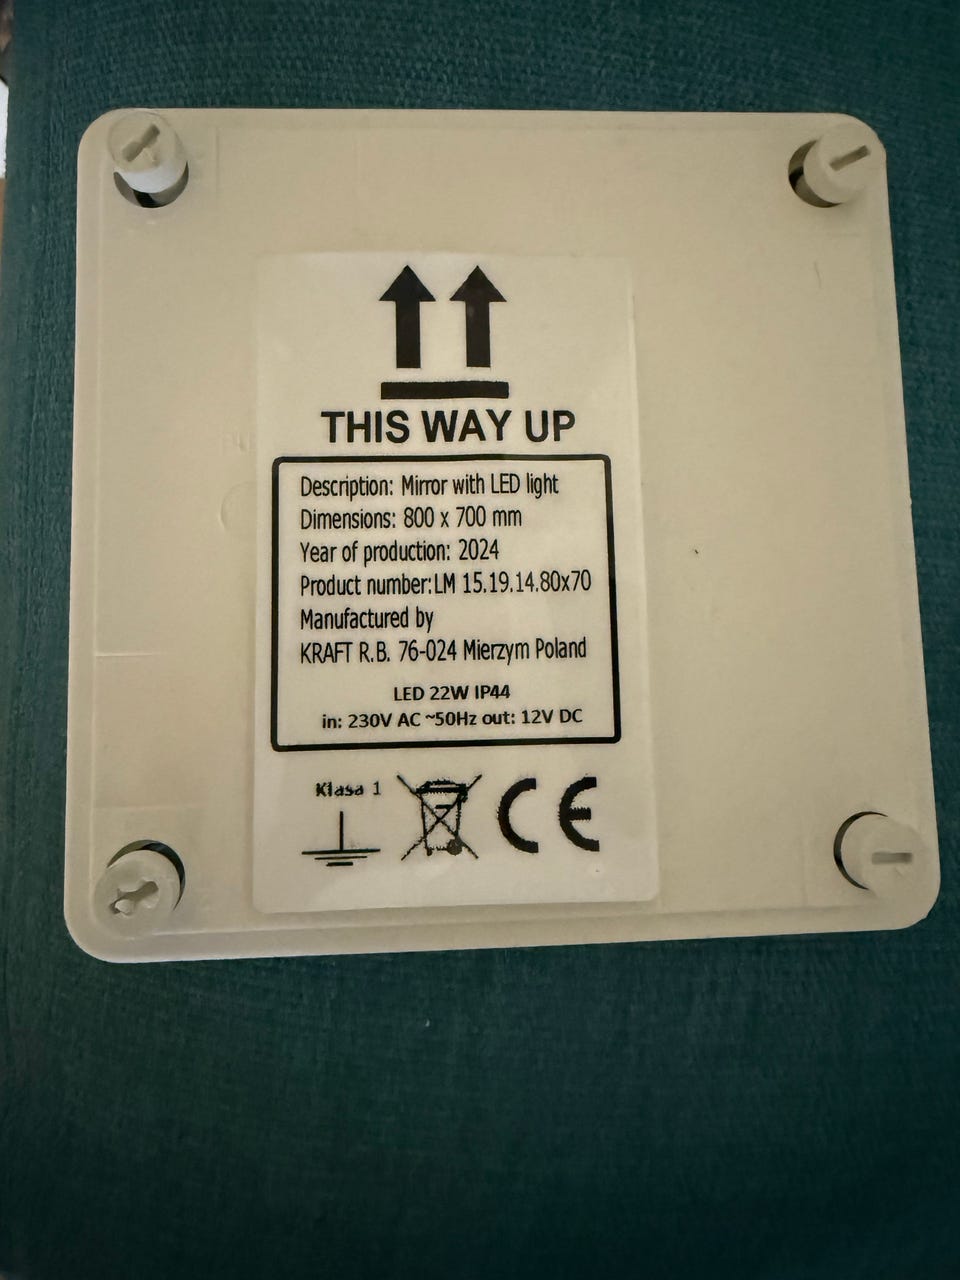 THIS WAY UP
Description: Mirror with LED light
Dimensions: 800 x 700 mm
Year of production: 2024
Product number:LM 15.19.14.80x70
Manufactured by
KRAFT R.B. 76-024 Mierzym Poland
LED 22W IP44
in: 230V AC ~50Hz out: 12V DC
Klasa 1
CE